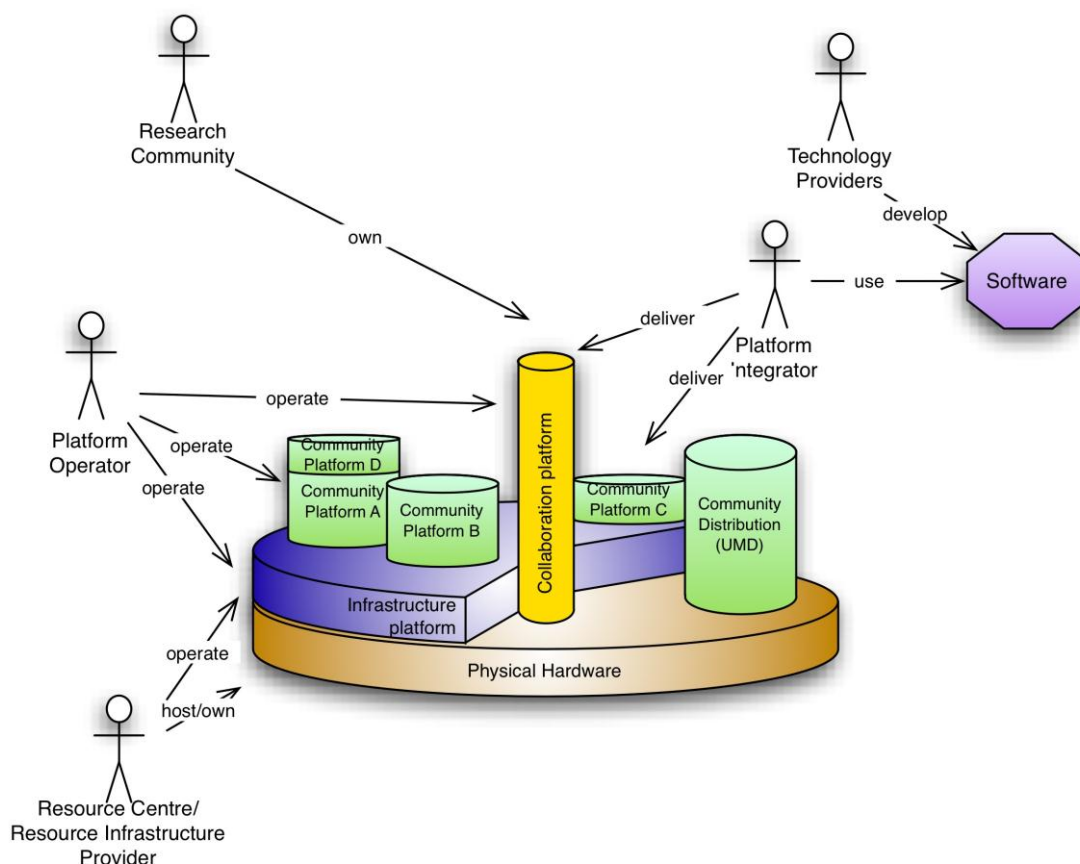 Research
Community
Technology
Providers
develop
own
Software
use
deliver
Platform
Integrator
deliver
operate
Platform
Operator
operate
operate
Collaboration platform
Community
Platform D
Community
Platform A
Community
Platform B
Community
Platform C
Community
Distribution
(UMD)
Infrastructure
platform
operate
Physical Hardware
host/own
Resource Centre/
Resource Infrastructure
Provider